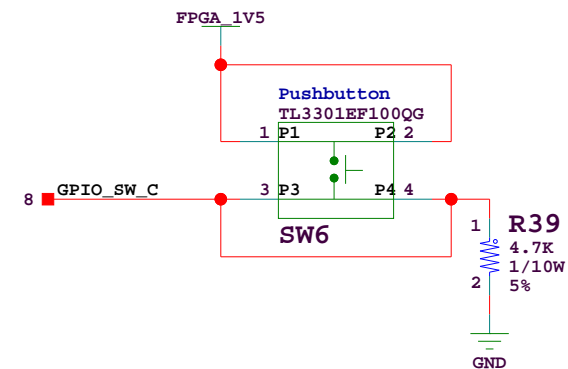 FPGA_1V5
Pushbutton
TL3301EF100QG
1 P1 P2 2
8 GPIO_SW_C 3 P3 P4 4
SW6
1 R39
4.7K
1/10W
2 5%
GND